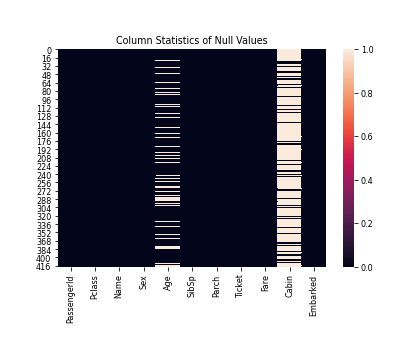 Column Statistics of Null Values
0
16
32
48
64
80
96
112
128
144
160
176
192
208
224
240
256
272
288
304
320
336
352
368
384
400
416
PassengerId
Pclass
Name
Sex
Age
SibSp
Parch
Ticket
Fare
Cabin
Embarked
1.0
0.8
0.6
0.4
0.2
0.0